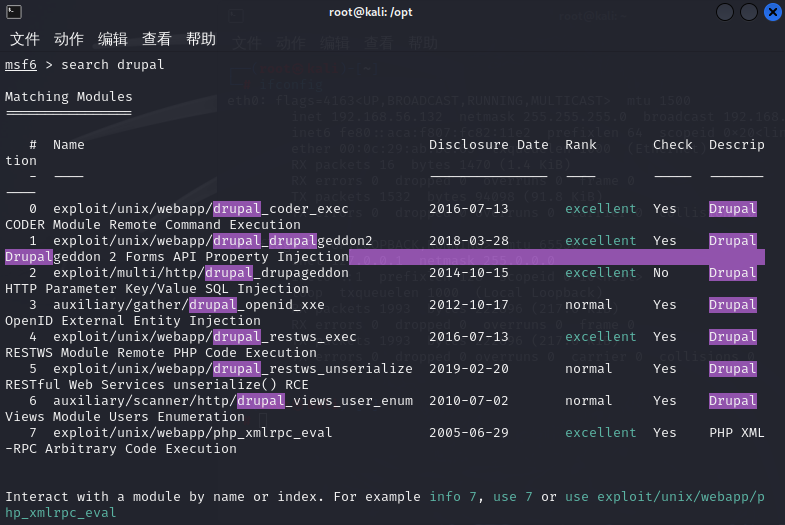 root@kali: /opt
文件 动作 编辑 查看 帮助
msf6 > search drupal
Matching Modules
================
# Name Disclosure Date Rank Check Descrip
tion
- ---- --------------- ---- ----- -------
----
0 exploit/unix/webapp/drupal_coder_exec 2016-07-13 excellent Yes Drupal
CODER Module Remote Command Execution
1 exploit/unix/webapp/drupal_drupalgeddon2 2018-03-28 excellent Yes Drupal
Drupalgeddon 2 Forms API Property Injection
2 exploit/multi/http/drupal_drupageddon 2014-10-15 excellent No Drupal
HTTP Parameter Key/Value SQL Injection
3 auxiliary/gather/drupal_openid_xxe 2012-10-17 normal Yes Drupal
OpenID External Entity Injection
4 exploit/unix/webapp/drupal_restws_exec 2016-07-13 excellent Yes Drupal
RESTWS Module Remote PHP Code Execution
5 exploit/unix/webapp/drupal_restws_unserialize 2019-02-20 normal Yes Drupal
RESTful Web Services unserialize() RCE
6 auxiliary/scanner/http/drupal_views_user_enum 2010-07-02 normal Yes Drupal
Views Module Users Enumeration
7 exploit/unix/webapp/php_xmlrpc_eval 2005-06-29 excellent Yes PHP XML
-RPC Arbitrary Code Execution
Interact with a module by name or index. For example info 7, use 7 or use exploit/unix/webapp/p
hp_xmlrpc_eval